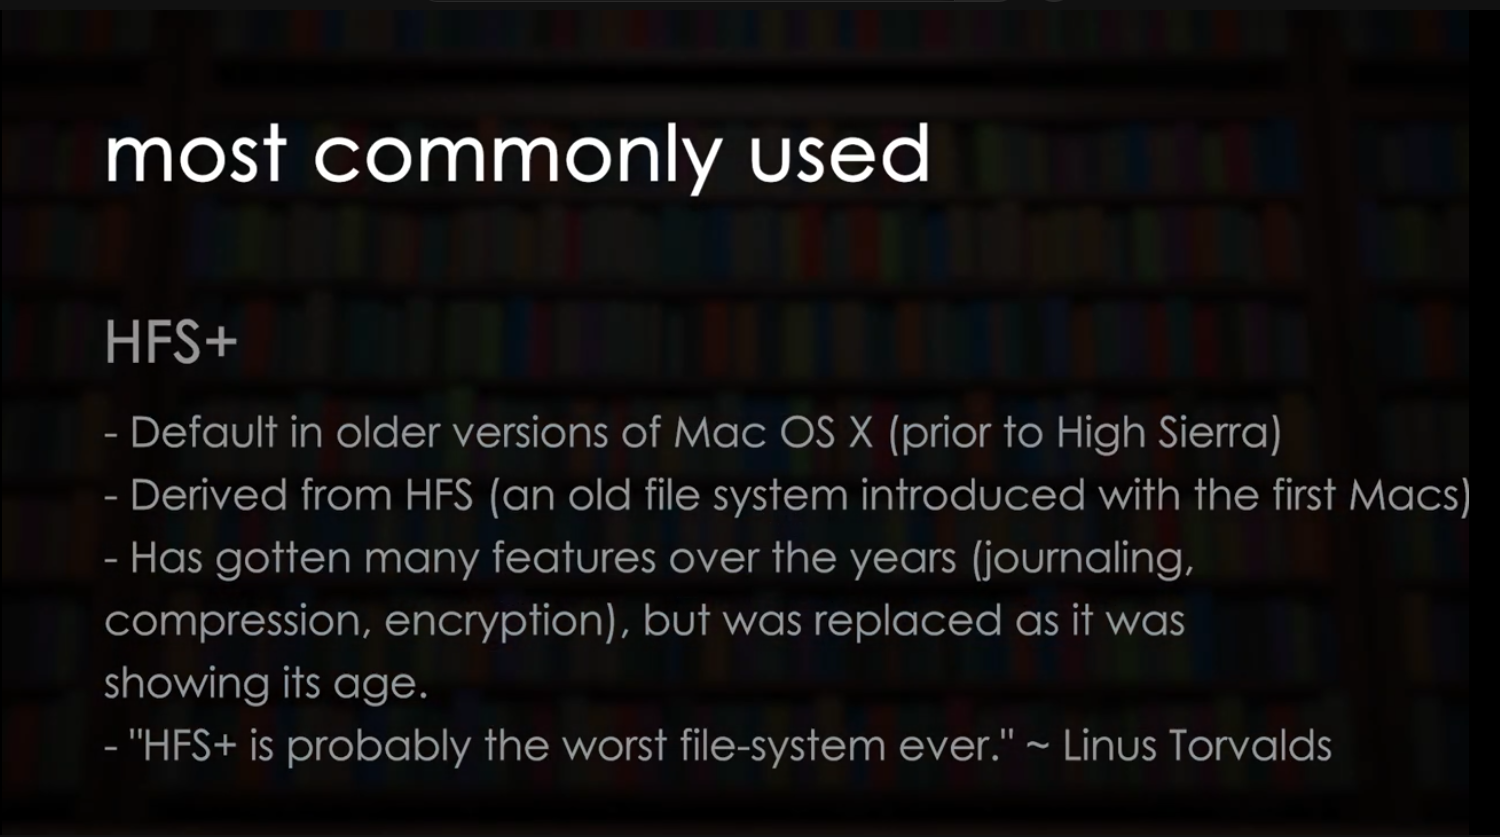 most commonly used
HFS+
- Default in older versions of Mac OS X (prior to High Sierra)
- Derived from HFS (an old file system introduced with the first Macs)
- Has gotten many features over the years (journaling,
compression, encryption), but was replaced as it was
showing its age.
- "HFS+ is probably the worst file-system ever." ~ Linus Torvalds